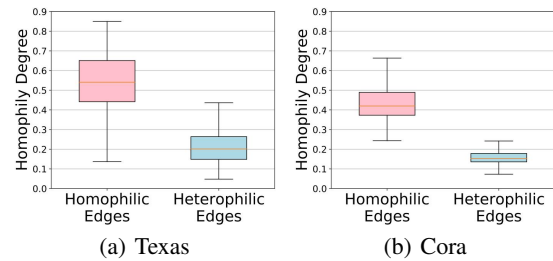 Homophily Degree
0.9
0.8
0.7
0.6
0.5
0.4
0.3
0.2
0.1
0.0
Homophilic
Edges
Heterophilic
Edges
(a) Texas
Homophily Degree
0.9
0.8
0.7
0.6
0.5
0.4
0.3
0.2
0.1
0.0
Homophilic
Edges
Heterophilic
Edges
(b) Cora